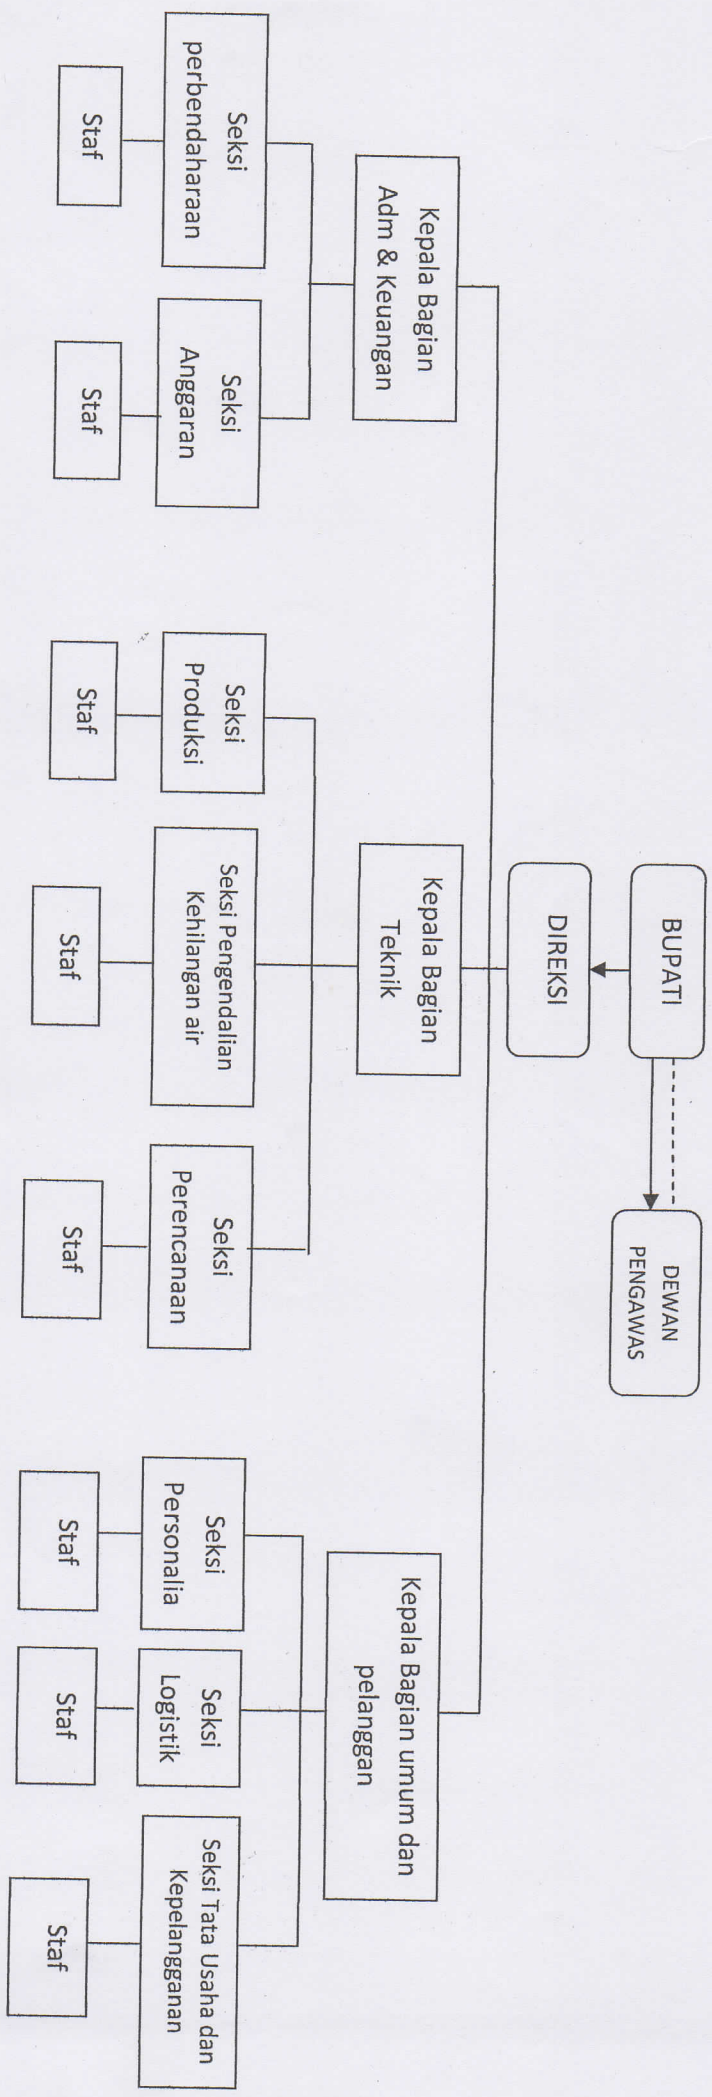 BUPATI
DEWAN
PENGAWAS
DIREKSI
Kepala Bagian
Adm & Keuangan
Kepala Bagian
Teknik
Kepala Bagian umum dan
pelanggan
Seksi
perbendaharaan
Seksi
Anggaran
Seksi
Produksi
Seksi Pengendalian
Kehilangan air
Seksi
Perencanaan
Seksi
Personalia
Seksi
Logistik
Seksi Tata Usaha dan
Kepelangganan
Staf
Staf
Staf
Staf
Staf
Staf
Staf
Staf